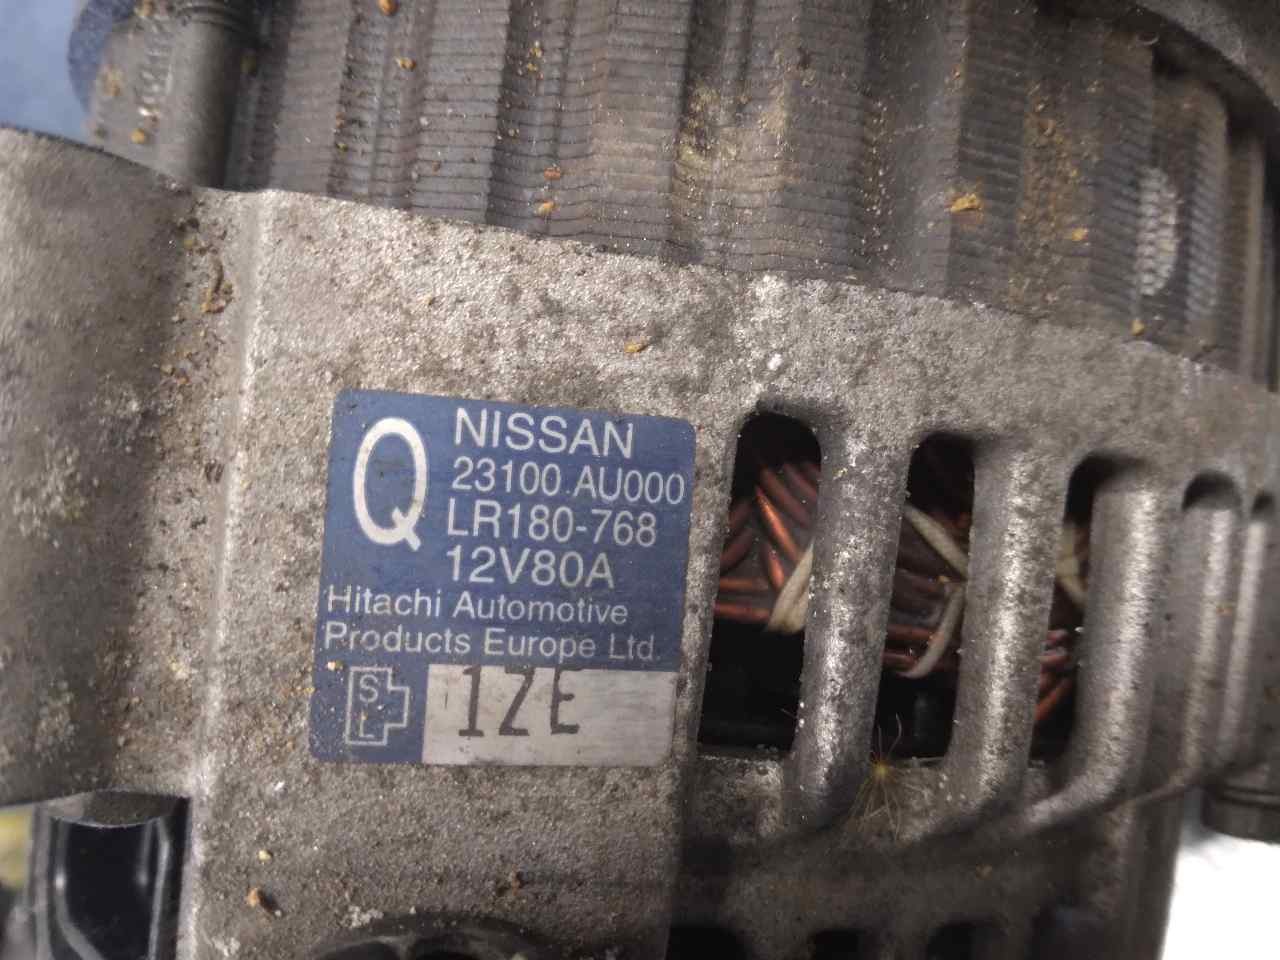 Q
NISSAN
23100 AU000
LR180-768
12V80A
Hitachi Automotive
Products Europe Ltd.
S
L
1ZE